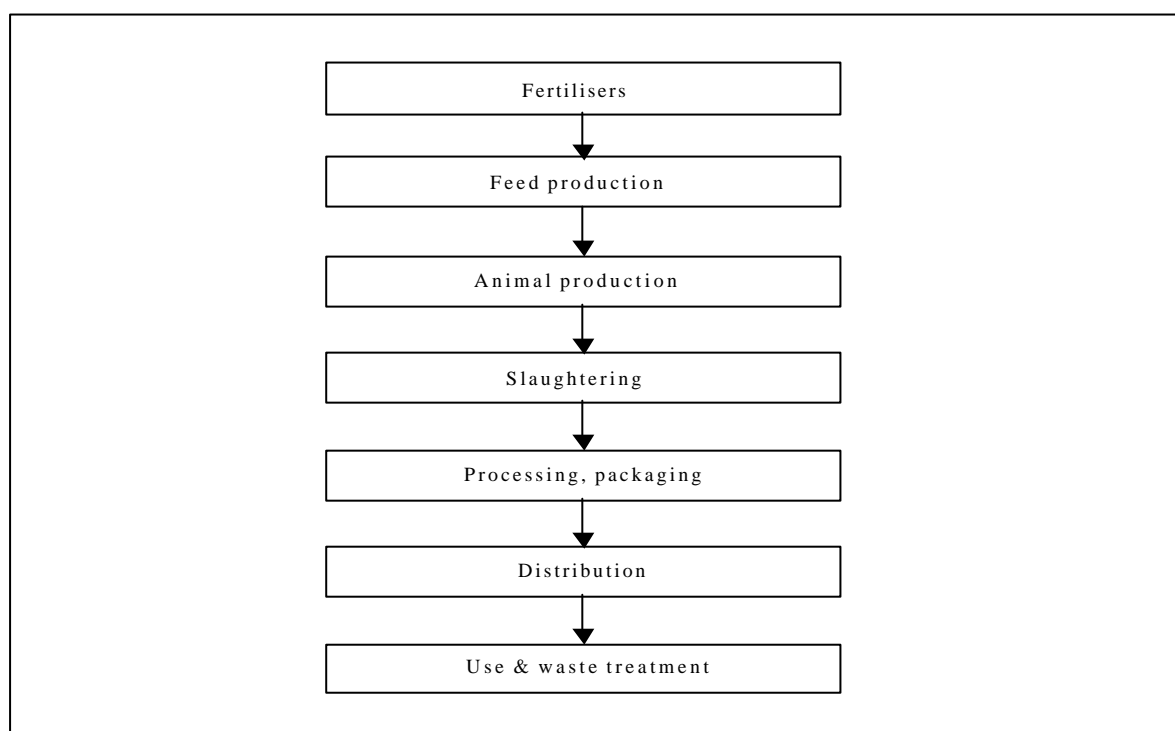 Fertilisers
Feed production
Animal production
Slaughtering
Processing, packaging
Distribution
Use & waste treatment